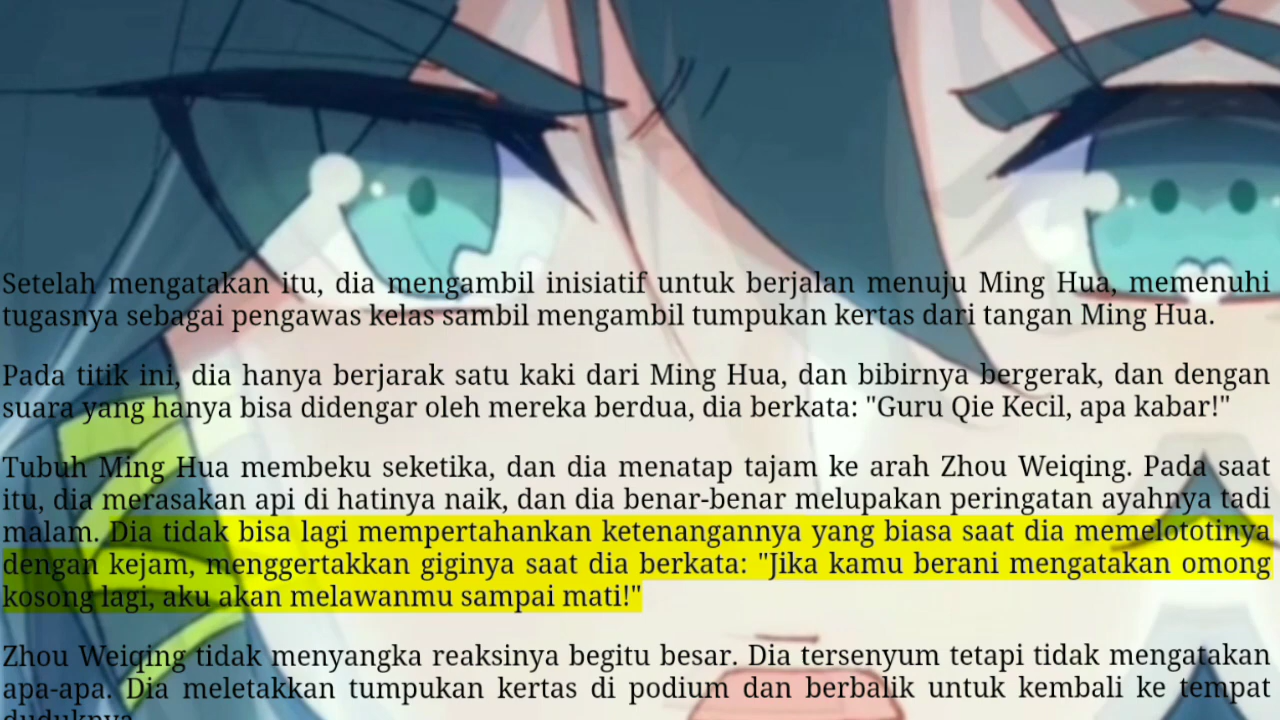 Setelah mengatakan itu, dia mengambil inisiatif untuk berjalan menuju Ming Hua, memenuhi
tugasnya sebagai pengawas kelas sambil mengambil tumpukan kertas dari tangan Ming Hua.
Pada titik ini, dia hanya berjarak satu kaki dari Ming Hua, dan bibirnya bergerak, dan dengan
suara yang hanya bisa didengar oleh mereka berdua, dia berkata: "Guru Qie Kecil, apa kabar!"
Tubuh Ming Hua membeku seketika, dan dia menatap tajam ke arah Zhou Weiqing. Pada saat
itu, dia merasakan api di hatinya naik, dan dia benar-benar melupakan peringatan ayahnya tadi
malam. Dia tidak bisa lagi mempertahankan ketenangannya yang biasa saat dia memelototinya
dengan kejam, menggertakkan giginya saat dia berkata: "Jika kamu berani mengatakan omong
kosong lagi, aku akan melawanmu sampai mati!"
Zhou Weiqing tidak menyangka reaksinya begitu besar. Dia tersenyum tetapi tidak mengatakan
apa-apa. Dia meletakkan tumpukan kertas di podium dan berbalik untuk kembali ke tempat
duduknya.